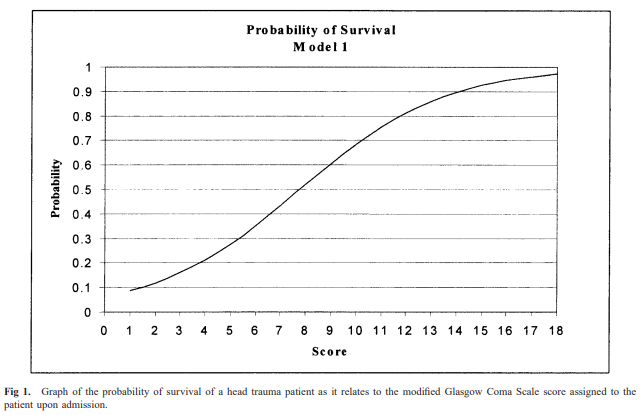 Probability of Survival
Model 1
1
0.9
0.8
0.7
0.6
0.5
0.4
0.3
0.2
0.1
0
Probability
0 1 2 3 4 5 6 7 8 9 10 11 12 13 14 15 16 17 18
Score
Fig 1. Graph of the probability of survival of a head trauma patient as it relates to the modified Glasgow Coma Scale score assigned to the
patient upon admission.